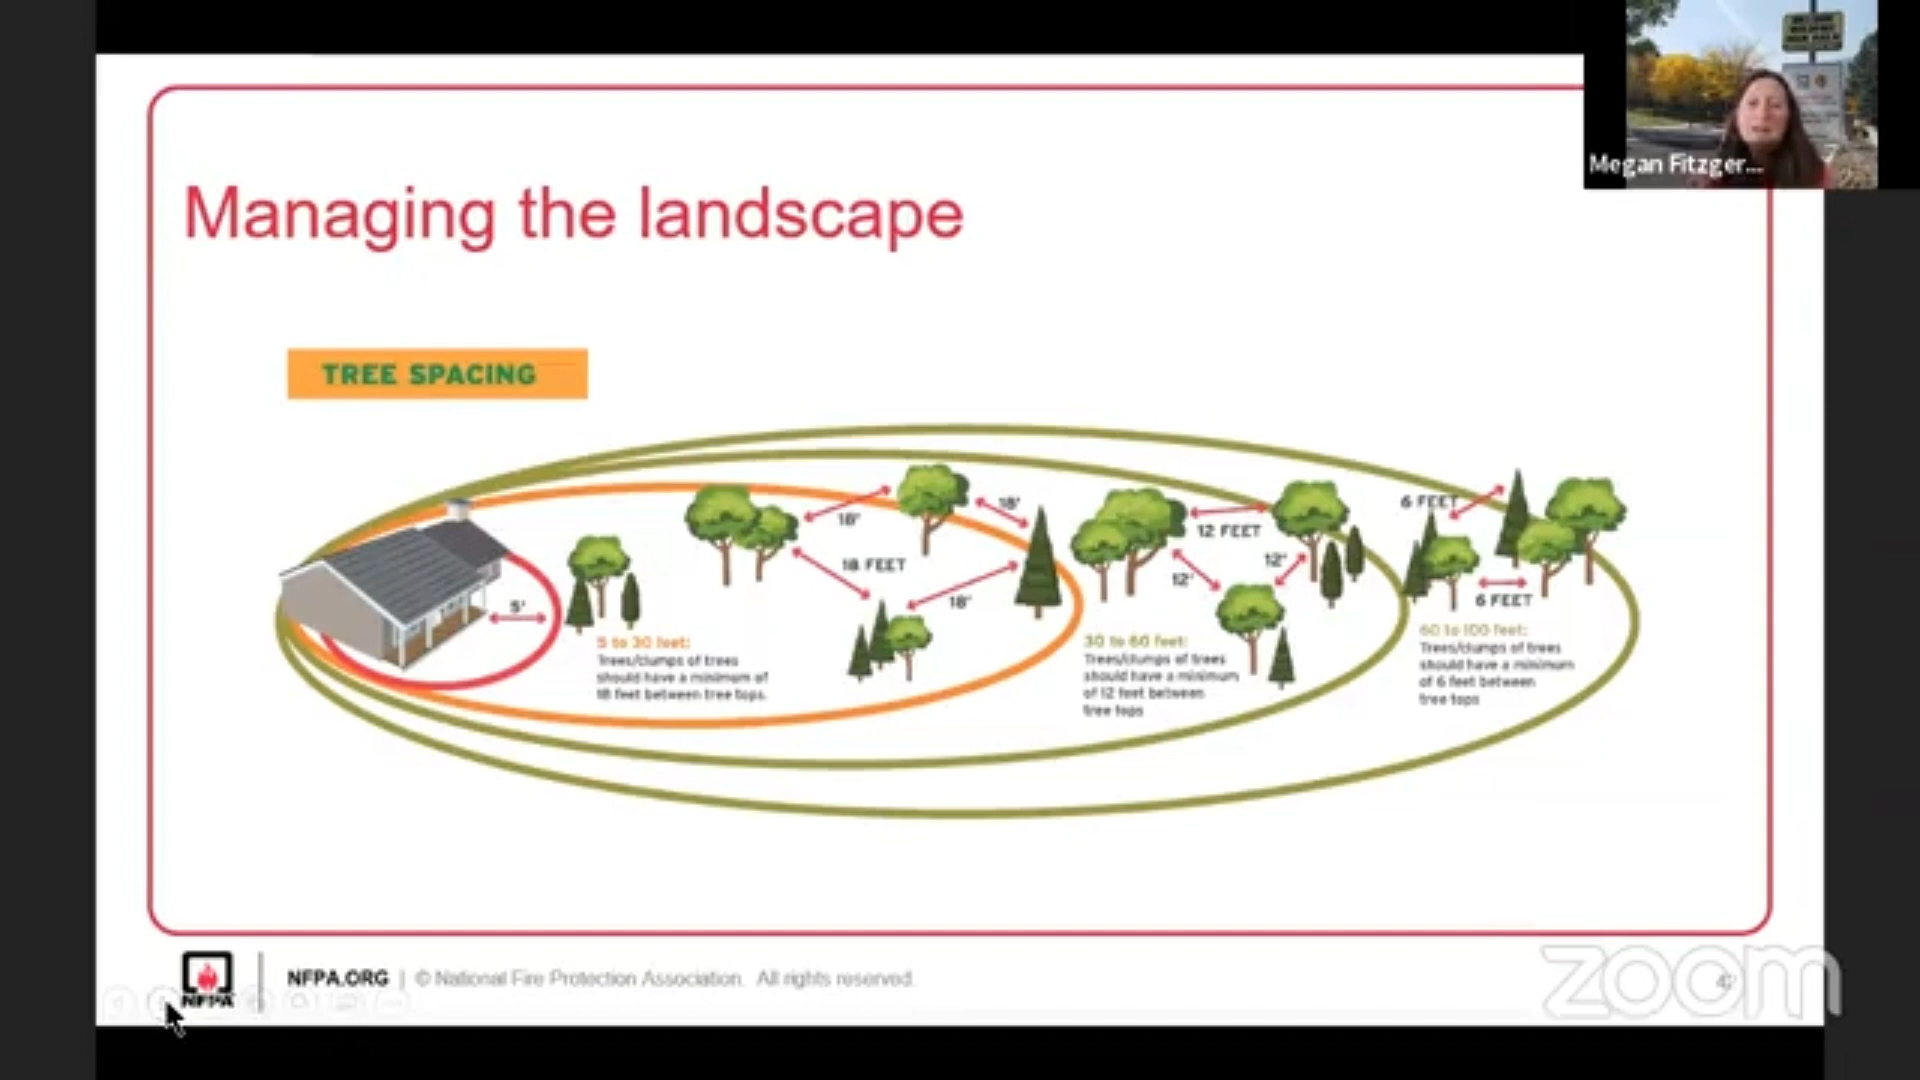 Megan Fitzger...
Managing the landscape
TREE SPACING
18'
18'
18 FEET
18'
5'
12 FEET
12'
12'
6 FEET
6 FEET
5 to 30 feet:
Trees/clumps of trees
should have a minimum of
18 feet between tree tops.
30 to 60 feet:
Trees/clumps of trees
should have a minimum
of 12 feet between
tree tops
60 to 100 feet:
Trees/clumps of trees
should have a minimum
of 6 feet between
tree tops
NFPA
NFPA.ORG | © National Fire Protection Association. All rights reserved.
zoom